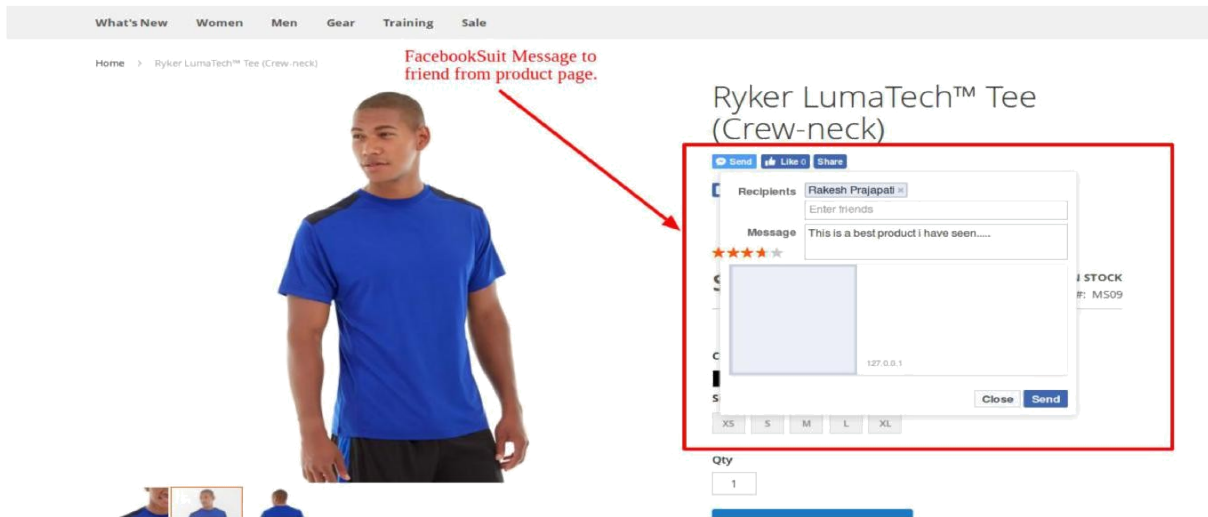 What's New Women Men Gear Training Sale
Home > Ryker LumaTech™ Tee (Crew-neck)
FacebookSuit Message to
friend from product page.
Ryker LumaTech™ Tee
(Crew-neck)
Send Like 0 Share
Recipients Rakesh Prajapati ×
Enter friends
Message This is a best product i have seen.....
STOCK
#: MS09
127.0.0.1
Close Send
XS S M L XL
Qty
1